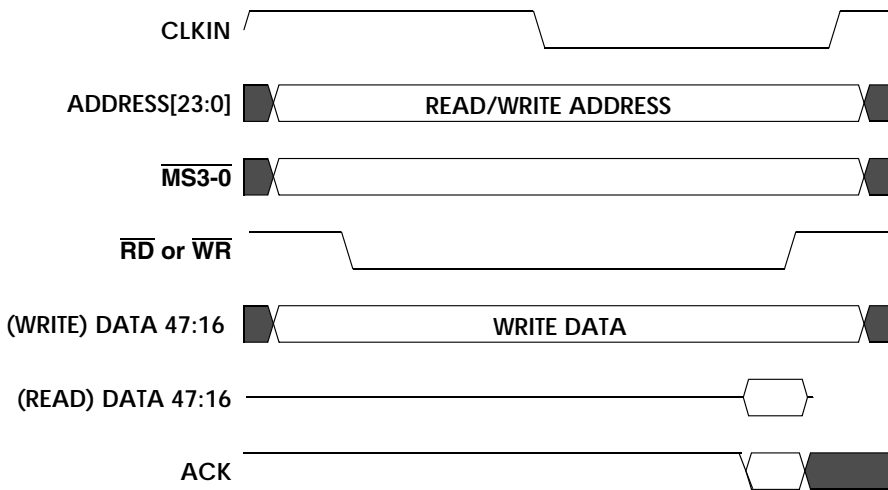 CLKIN
ADDRESS[23:0] READ/WRITE ADDRESS
MS3-0
RD or WR
(WRITE) DATA 47:16 WRITE DATA
(READ) DATA 47:16
ACK